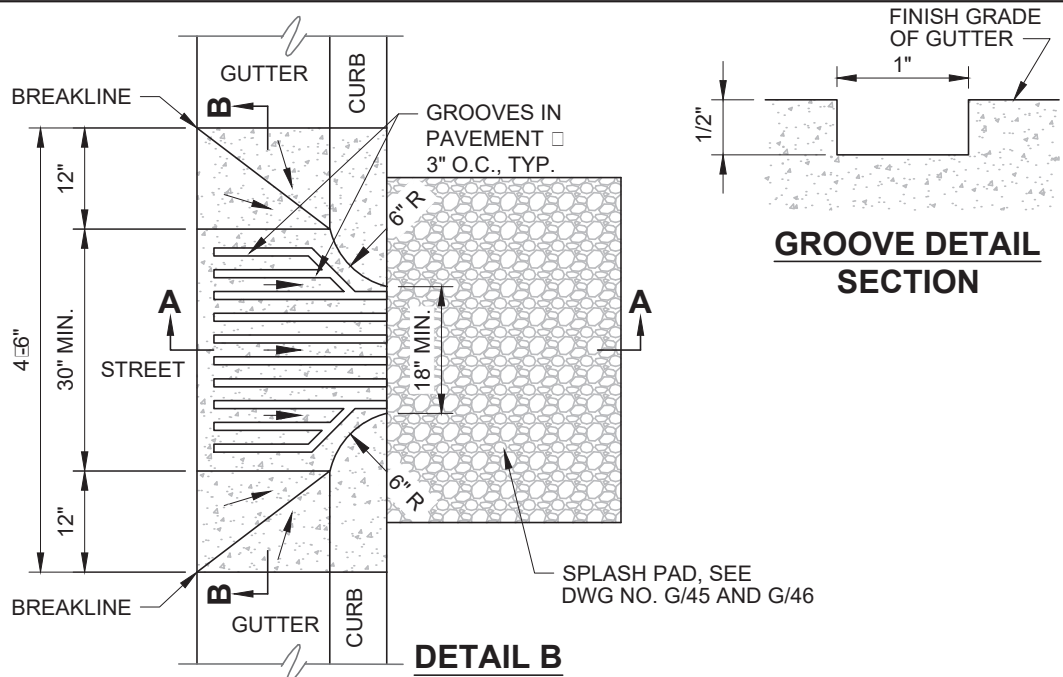 FINISH GRADE
OF GUTTER
1"
1/2"
GROOVE DETAIL
SECTION
GUTTER
CURB
BREAKLINE
B
GROOVES IN
PAVEMENT □
3" O.C., TYP.
12"
6" R
A
A
4□-6"
30" MIN.
STREET
18" MIN.
6" R
12"
SPLASH PAD, SEE
DWG NO. G/45 AND G/46
BREAKLINE
B
GUTTER
CURB
DETAIL B